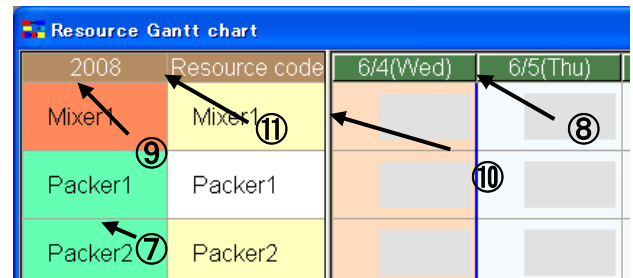 Resource Gantt chart
2008 Resource code 6/4(Wed) 6/5(Thu)
Mixer1 Mixer1 ⑪ ⑧
⑨
Packer1 Packer1 ⑩
Packer2 ⑦ Packer2